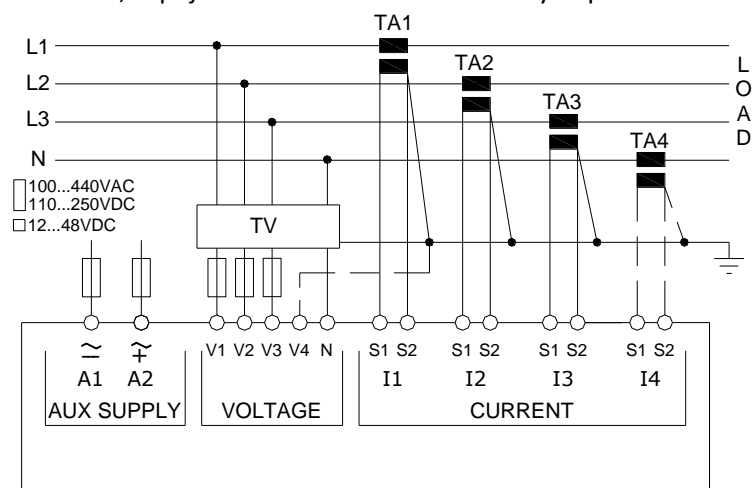 TA1
L1
TA2
L2
TA3
L3
TA4
N
L
O
A
D
100...440VAC
110...250VDC
12...48VDC
TV
V1 V2 V3 V4 N
S1 S2 S1 S2 S1 S2 S1 S2
A1 A2
I1 I2 I3 I4
AUX SUPPLY VOLTAGE CURRENT